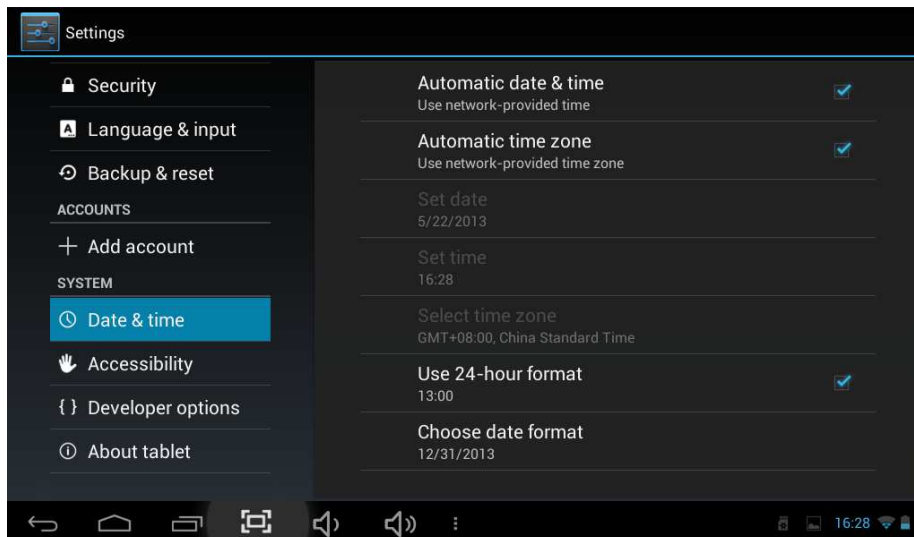 Settings
Security
Language & input
Backup & reset
ACCOUNTS
Add account
SYSTEM
Date & time
Accessibility
{ } Developer options
About tablet
Automatic date & time
Use network-provided time
Automatic time zone
Use network-provided time zone
Set date
5/22/2013
Set time
16:28
Select time zone
GMT+08:00, China Standard Time
Use 24-hour format
13:00
Choose date format
12/31/2013
16:28